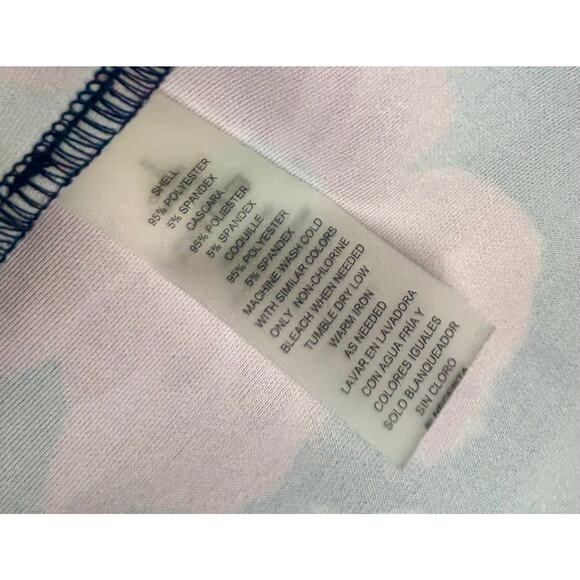 SHELL
95% POLYESTER
5% SPANDEX
CASCARA
95% POLIESTER
5% SPANDEX
COQUILLE
95% POLYESTER
5% SPANDEX
MACHINE WASH COLD
WITH SIMILAR COLORS
ONLY NON-CHLORINE
BLEACH WHEN NEEDED
TUMBLE DRY LOW
WARM IRON
AS NEEDED
LAVAR EN LAVADORA
CON AGUA FRÍA Y
COLORES IGUALES
SOLO BLANQUEADOR
SIN CLORO